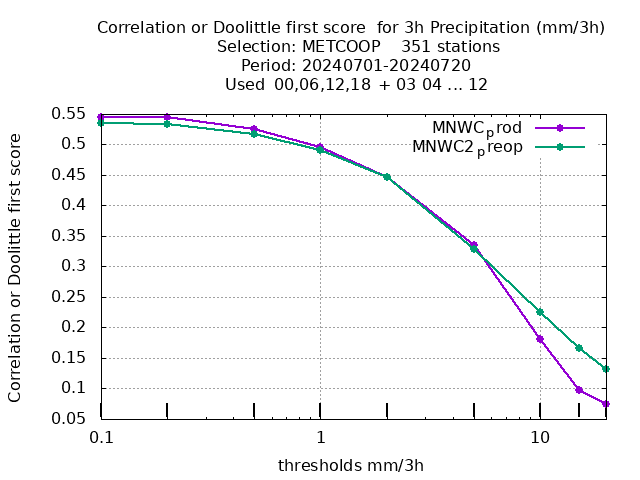 Correlation or Doolittle first score  for 3h Precipitation (mm/3h)
Selection: METCOOP    351 stations
Period: 20240701-20240720
Used  00,06,12,18  + 03 04 ... 12
Correlation or Doolittle first score
0.55
0.5
0.45
0.4
0.35
0.3
0.25
0.2
0.15
0.1
0.05
MNWCprod
MNWC2preop
0.1
1
10
thresholds mm/3h